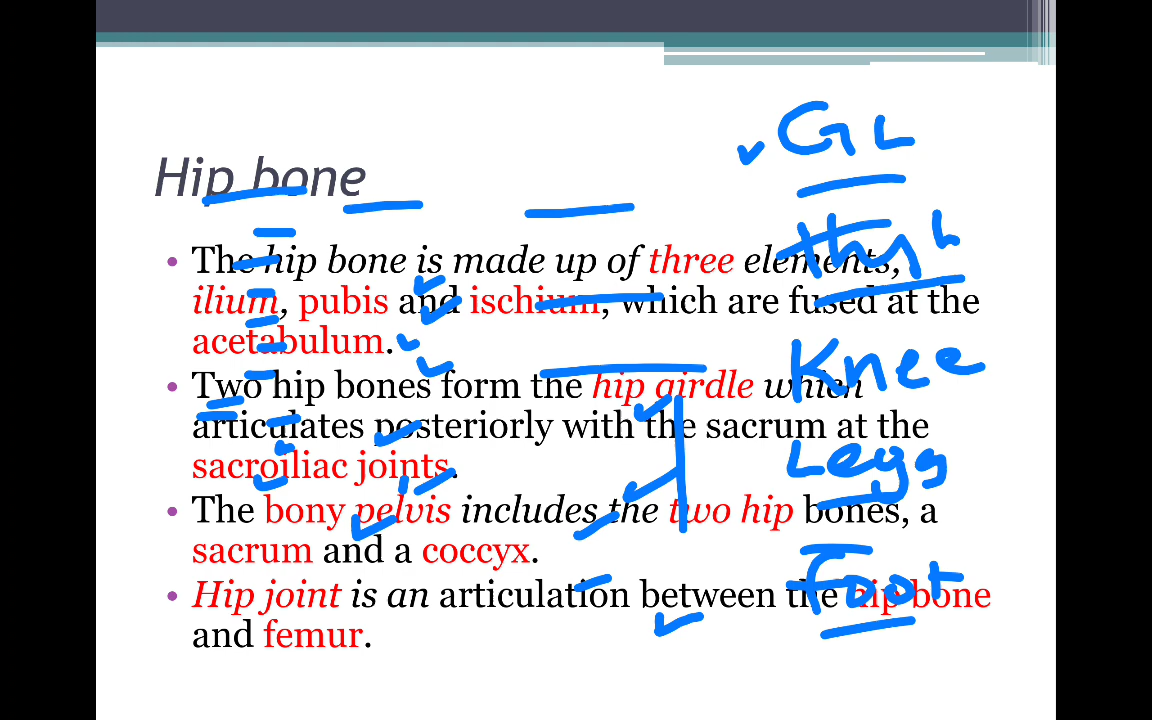 GL
Hip bone
Thigh
• The hip bone is made up of three elements,
ilium, pubis and ischium, which are fused at the
acetabulum.
Knee
• Two hip bones form the hip girdle which
articulates posteriorly with the sacrum at the
sacroiliac joints.
Legg
• The bony pelvis includes the two hip bones, a
sacrum and a coccyx.
Foot
• Hip joint is an articulation between the hip bone
and femur.